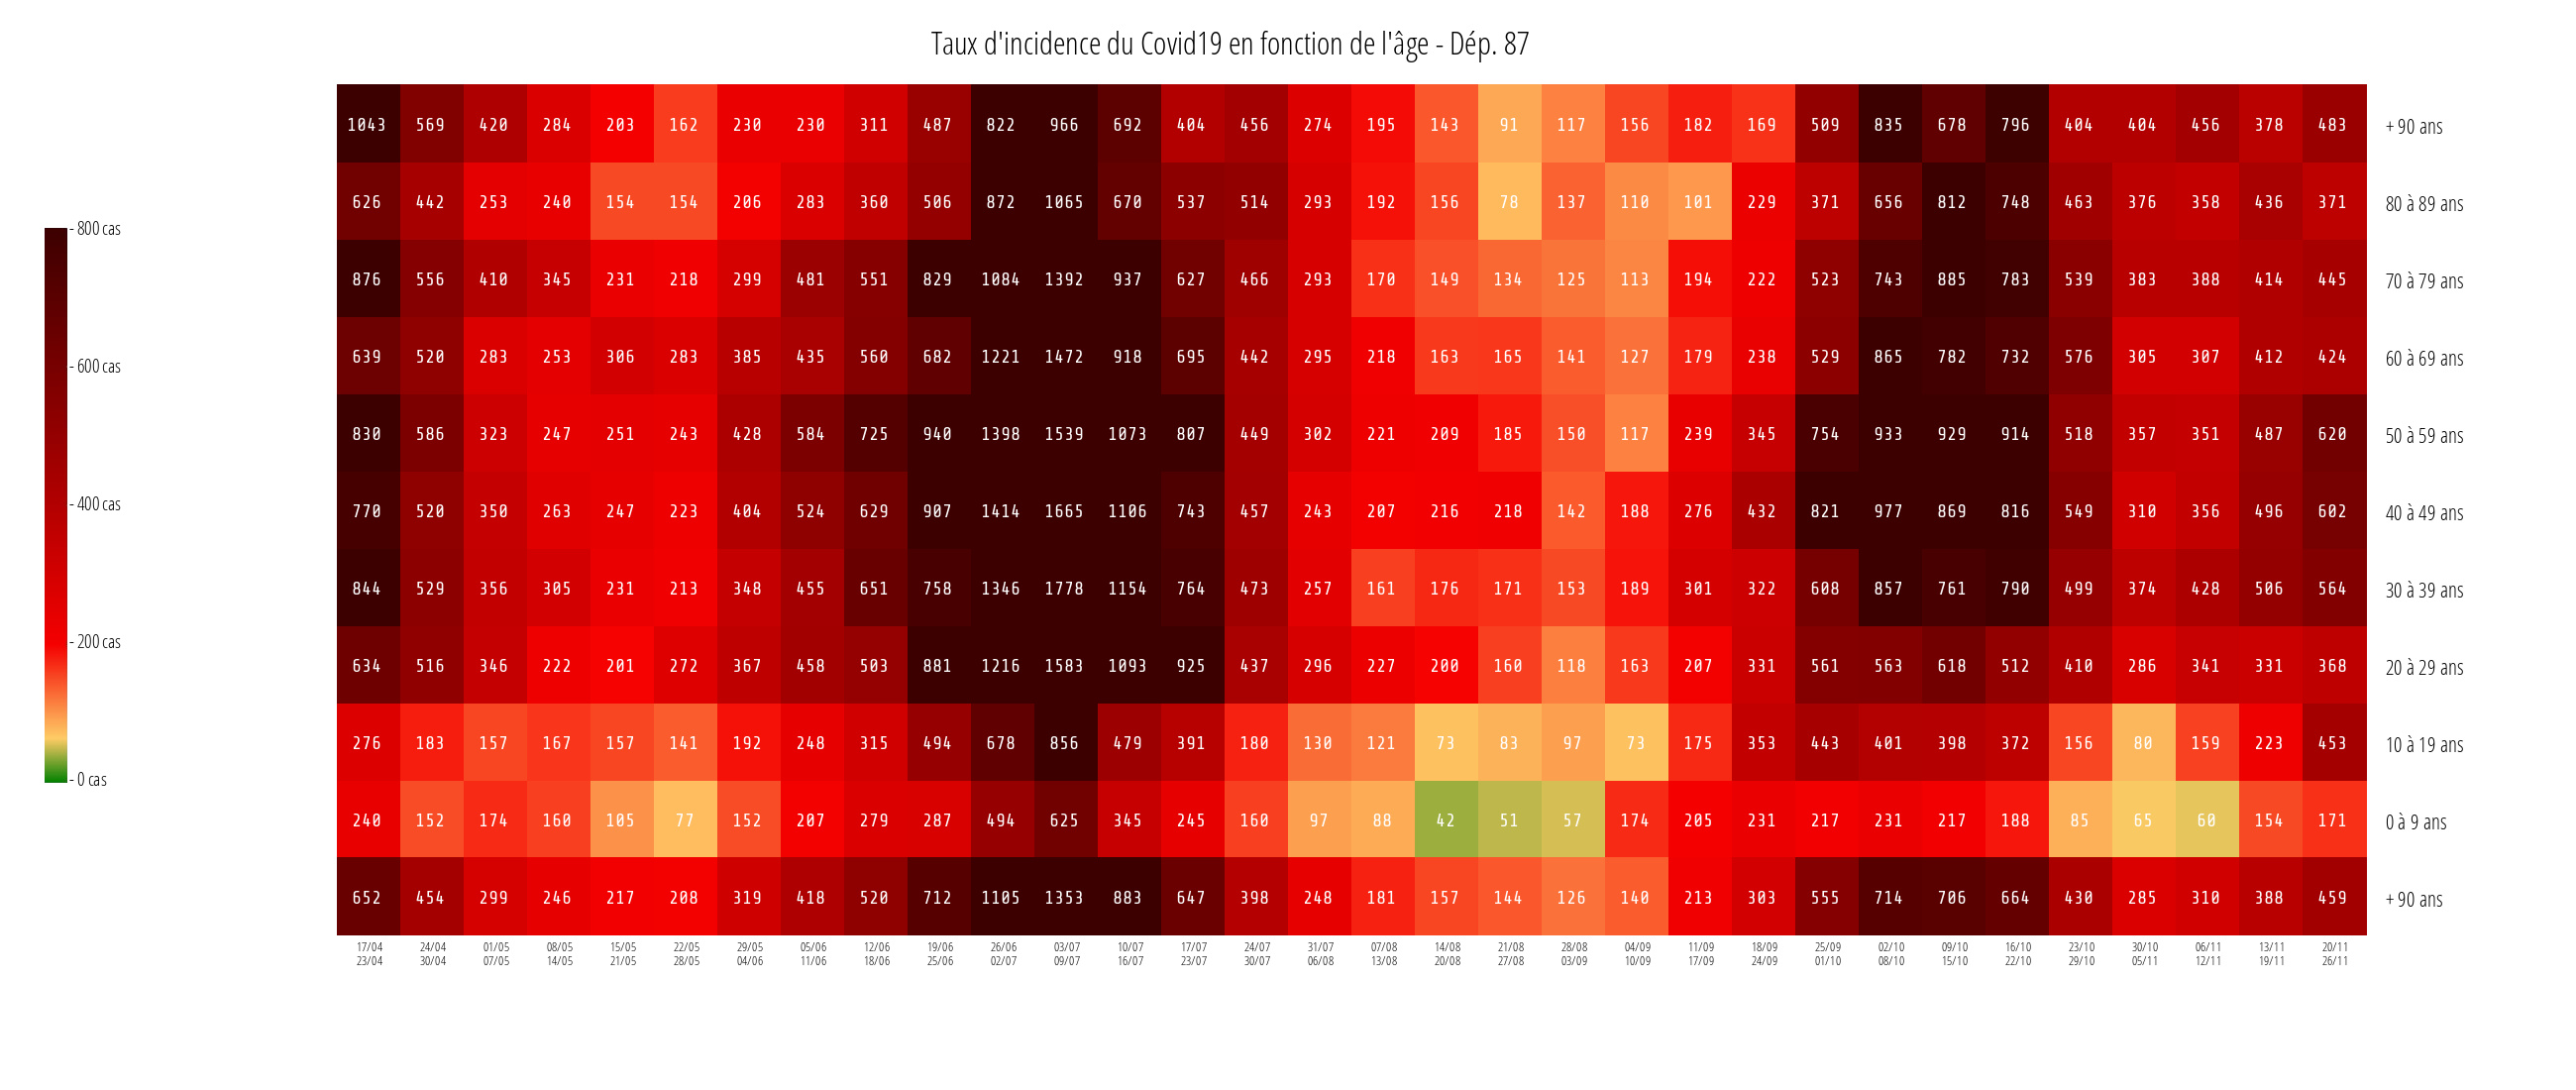 Taux d'incidence du Covid19 en fonction de l'âge - Dép. 87
1043 569 420 284 203 162 230 230 311 487 822 966 692 404 456 274 195 143 91 117 156 182 169 509 835 678 796 404 404 456 378 483 + 90 ans
626 442 253 240 154 154 206 283 360 506 872 1065 670 537 514 293 192 156 78 137 110 101 229 371 656 812 748 463 376 358 436 371 80 à 89 ans
876 556 410 345 231 218 299 481 551 829 1084 1392 937 627 466 293 170 149 134 125 113 194 222 523 743 885 783 539 383 388 414 445 70 à 79 ans
639 520 283 253 306 283 385 435 560 682 1221 1472 918 695 442 295 218 163 165 141 127 179 238 529 865 782 732 576 305 307 412 424 60 à 69 ans
830 586 323 247 251 243 428 584 725 940 1398 1539 1073 807 449 302 221 209 185 150 117 239 345 754 933 929 914 518 357 351 487 620 50 à 59 ans
770 520 350 263 247 223 404 524 629 907 1414 1665 1106 743 457 243 207 216 218 142 188 276 432 821 977 869 816 549 310 356 496 602 40 à 49 ans
844 529 356 305 231 213 348 455 651 758 1346 1778 1154 764 473 257 161 176 171 153 189 301 322 608 857 761 790 499 374 428 506 564 30 à 39 ans
634 516 346 222 201 272 367 458 503 881 1216 1583 1093 925 437 296 227 200 160 118 163 207 331 561 563 618 512 410 286 341 331 368 20 à 29 ans
276 183 157 167 157 141 192 248 315 494 678 856 479 391 180 130 121 73 83 97 73 175 353 443 401 398 372 156 80 159 223 453 10 à 19 ans
240 152 174 160 105 77 152 207 279 287 494 625 345 245 160 97 88 42 51 57 174 205 231 217 231 217 188 85 65 60 154 171 0 à 9 ans
652 454 299 246 217 208 319 418 520 712 1105 1353 883 647 398 248 181 157 144 126 140 213 303 555 714 706 664 430 285 310 388 459 + 90 ans
17/04 24/04 01/05 08/05 15/05 22/05 29/05 05/06 12/06 19/06 26/06 03/07 10/07 17/07 24/07 31/07 07/08 14/08 21/08 28/08 04/09 11/09 18/09 25/09 02/10 09/10 16/10 23/10 30/10 06/11 13/11 20/11
23/04 30/04 07/05 14/05 21/05 28/05 04/06 11/06 18/06 25/06 02/07 09/07 16/07 23/07 30/07 06/08 13/08 20/08 27/08 03/09 10/09 17/09 24/09 01/10 08/10 15/10 22/10 29/10 05/11 12/11 19/11 26/11
- 800 cas
- 600 cas
- 400 cas
- 200 cas
- 0 cas